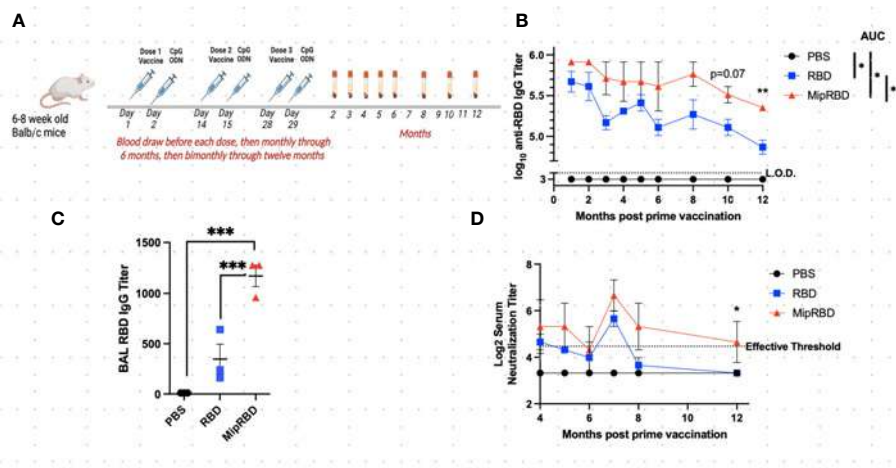 A
Dose 1 Vaccine
CpG ODN
Dose 2 Vaccine
CpG ODN
Dose 3 Vaccine
CpG ODN
6-8 week old
Balb/c mice
Day 1
Day 2
Day 14
Day 15
Day 28
Day 29
2 3 4 5 6 7 8 9 10 11 12
Months
Blood draw before each dose, then monthly through
6 months, then bimonthly through twelve months
B
log10 anti-RBD IgG Titer
6.0
5.5
5.0
3
p=0.07
**
L.O.D.
0 2 4 6 8 10 12
Months post prime vaccination
AUC
PBS
RBD
MipRBD
*
*
*
C
BAL RBD IgG Titer
1500
1000
500
0
***
***
PBS
RBD
MipRBD
D
Log2 Serum
Neutralization Titer
8
6
4
2
*
Effective Threshold
4 6 8 10 12
Months post prime vaccination
PBS
RBD
MipRBD